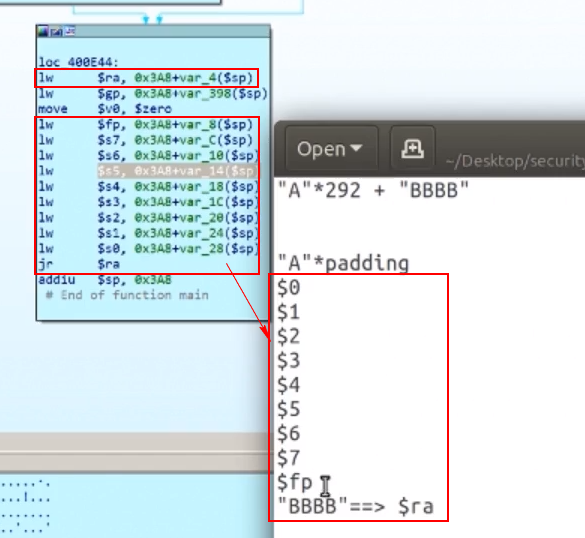 loc_400E44:
lw $ra, 0x3A8+var_4($sp)
lw $gp, 0x3A8+var_398($sp)
move $v0, $zero
lw $fp, 0x3A8+var_8($sp)
lw $s7, 0x3A8+var_C($sp)
lw $s6, 0x3A8+var_10($sp)
lw $s5, 0x3A8+var_14($sp
lw $s4, 0x3A8+var_18($sp)
lw $s3, 0x3A8+var_1C($sp)
lw $s2, 0x3A8+var_20($sp)
lw $s1, 0x3A8+var_24($sp)
lw $s0, 0x3A8+var_28($sp)
jr $ra
addiu $sp, 0x3A8
# End of function main
Open
~/Desktop/security
"A"*292 + "BBBB"
"A"*padding
$0
$1
$2
$3
$4
$5
$6
$7
$fp
"BBBB"==> $ra